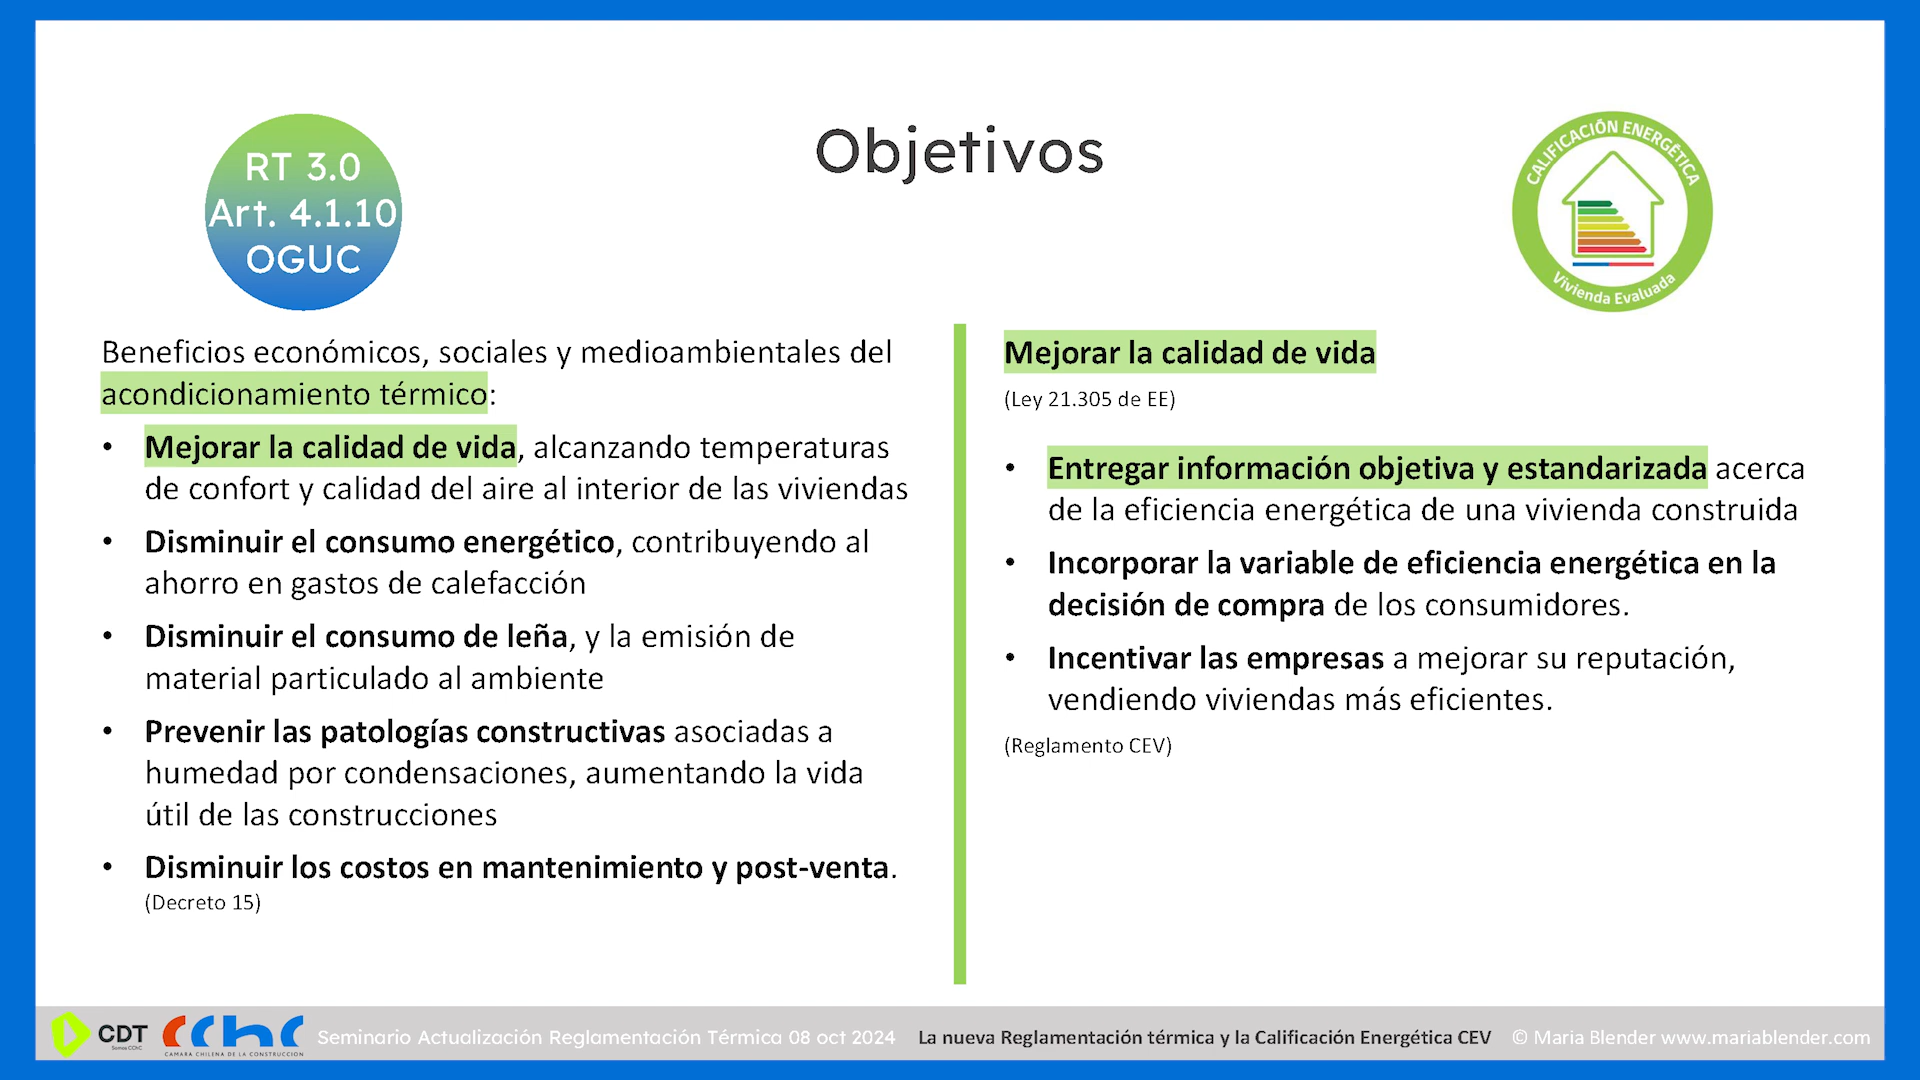 Objetivos
RT 3.0
Art. 4.1.10
OGUC
CALIFICACIÓN ENERGÉTICA
Vivienda Evaluada
Beneficios económicos, sociales y medioambientales del
acondicionamiento térmico:
• Mejorar la calidad de vida, alcanzando temperaturas
de confort y calidad del aire al interior de las viviendas
• Disminuir el consumo energético, contribuyendo al
ahorro en gastos de calefacción
• Disminuir el consumo de leña, y la emisión de
material particulado al ambiente
• Prevenir las patologías constructivas asociadas a
humedad por condensaciones, aumentando la vida
útil de las construcciones
• Disminuir los costos en mantenimiento y post-venta.
(Decreto 15)
Mejorar la calidad de vida
(Ley 21.305 de EE)
• Entregar información objetiva y estandarizada acerca
de la eficiencia energética de una vivienda construida
• Incorporar la variable de eficiencia energética en la
decisión de compra de los consumidores.
• Incentivar las empresas a mejorar su reputación,
vendiendo viviendas más eficientes.
(Reglamento CEV)
CDT
Somos CChC
cchc
CAMARA CHILENA DE LA CONSTRUCCION
Seminario Actualización Reglamentación Térmica 08 oct 2024
La nueva Reglamentación térmica y la Calificación Energética CEV
© Maria Blender www.mariablender.com